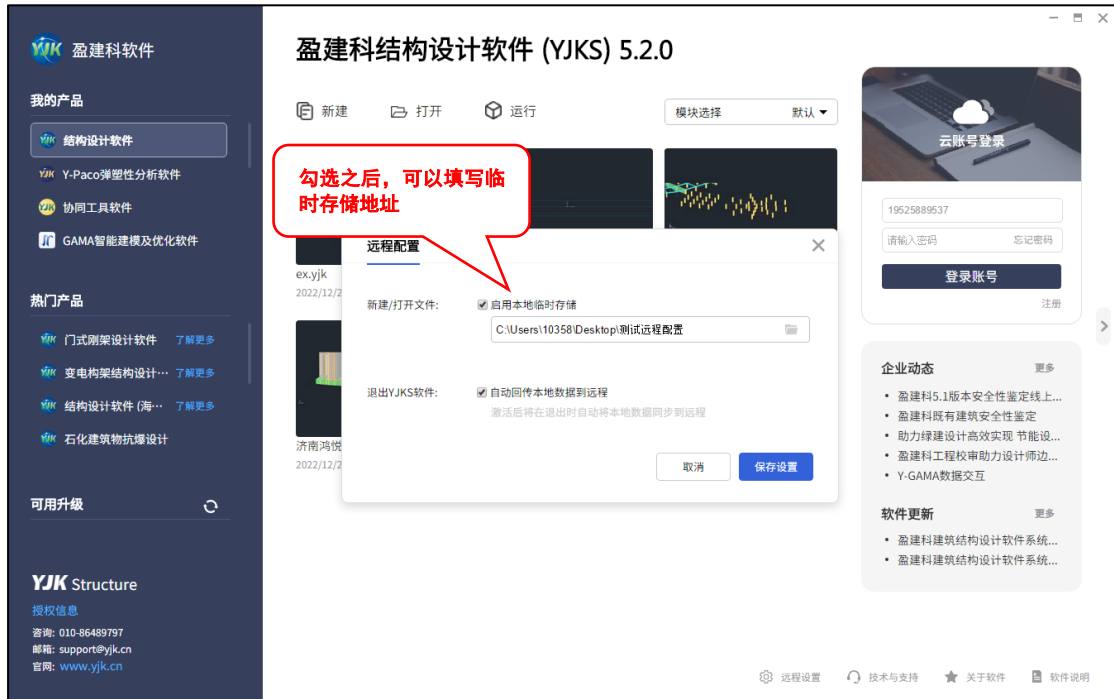 YJK 盈建科软件
我的产品
结构设计软件
Y-Paco弹塑性分析软件
协同工具软件
GAMA智能建模及优化软件
热门产品
门式刚架设计软件 了解更多
变电构架结构设计··· 了解更多
结构设计软件 (海··· 了解更多
石化建筑物抗爆设计
可用升级
YJK Structure
授权信息
咨询: 010-86489797
邮箱: support@yjk.cn
官网: www.yjk.cn
盈建科结构设计软件 (YJKS) 5.2.0
新建 打开 运行 模块选择 默认
勾选之后，可以填写临
时存储地址
ex.yjk
2022/12/2
济南鸿悦
2022/12/2
远程配置
新建/打开文件: 启用本地临时存储
C:\Users\10358\Desktop\测试远程配置
退出YJKS软件: 自动回传本地数据到远程
激活后将在退出时自动将本地数据同步到远程
取消 保存设置
云账号登录
19525889537
请输入密码 忘记密码
登录账号
注册
企业动态 更多
• 盈建科5.1版本安全性鉴定线上...
• 盈建科既有建筑安全性鉴定
• 助力绿建设计高效实现 节能设...
• 盈建科工程校审助力设计师边...
• Y-GAMA数据交互
软件更新 更多
• 盈建科建筑结构设计软件系统...
• 盈建科建筑结构设计软件系统...
远程设置 技术与支持 关于软件 软件说明